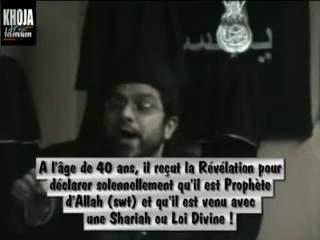 KHOJA
télévision
A l'âge de 40 ans, il reçut la Révélation pour
déclarer solennellement qu'il est Prophète
d'Allah (swt) et qu'il est venu avec
une Shariah ou Loi Divine !